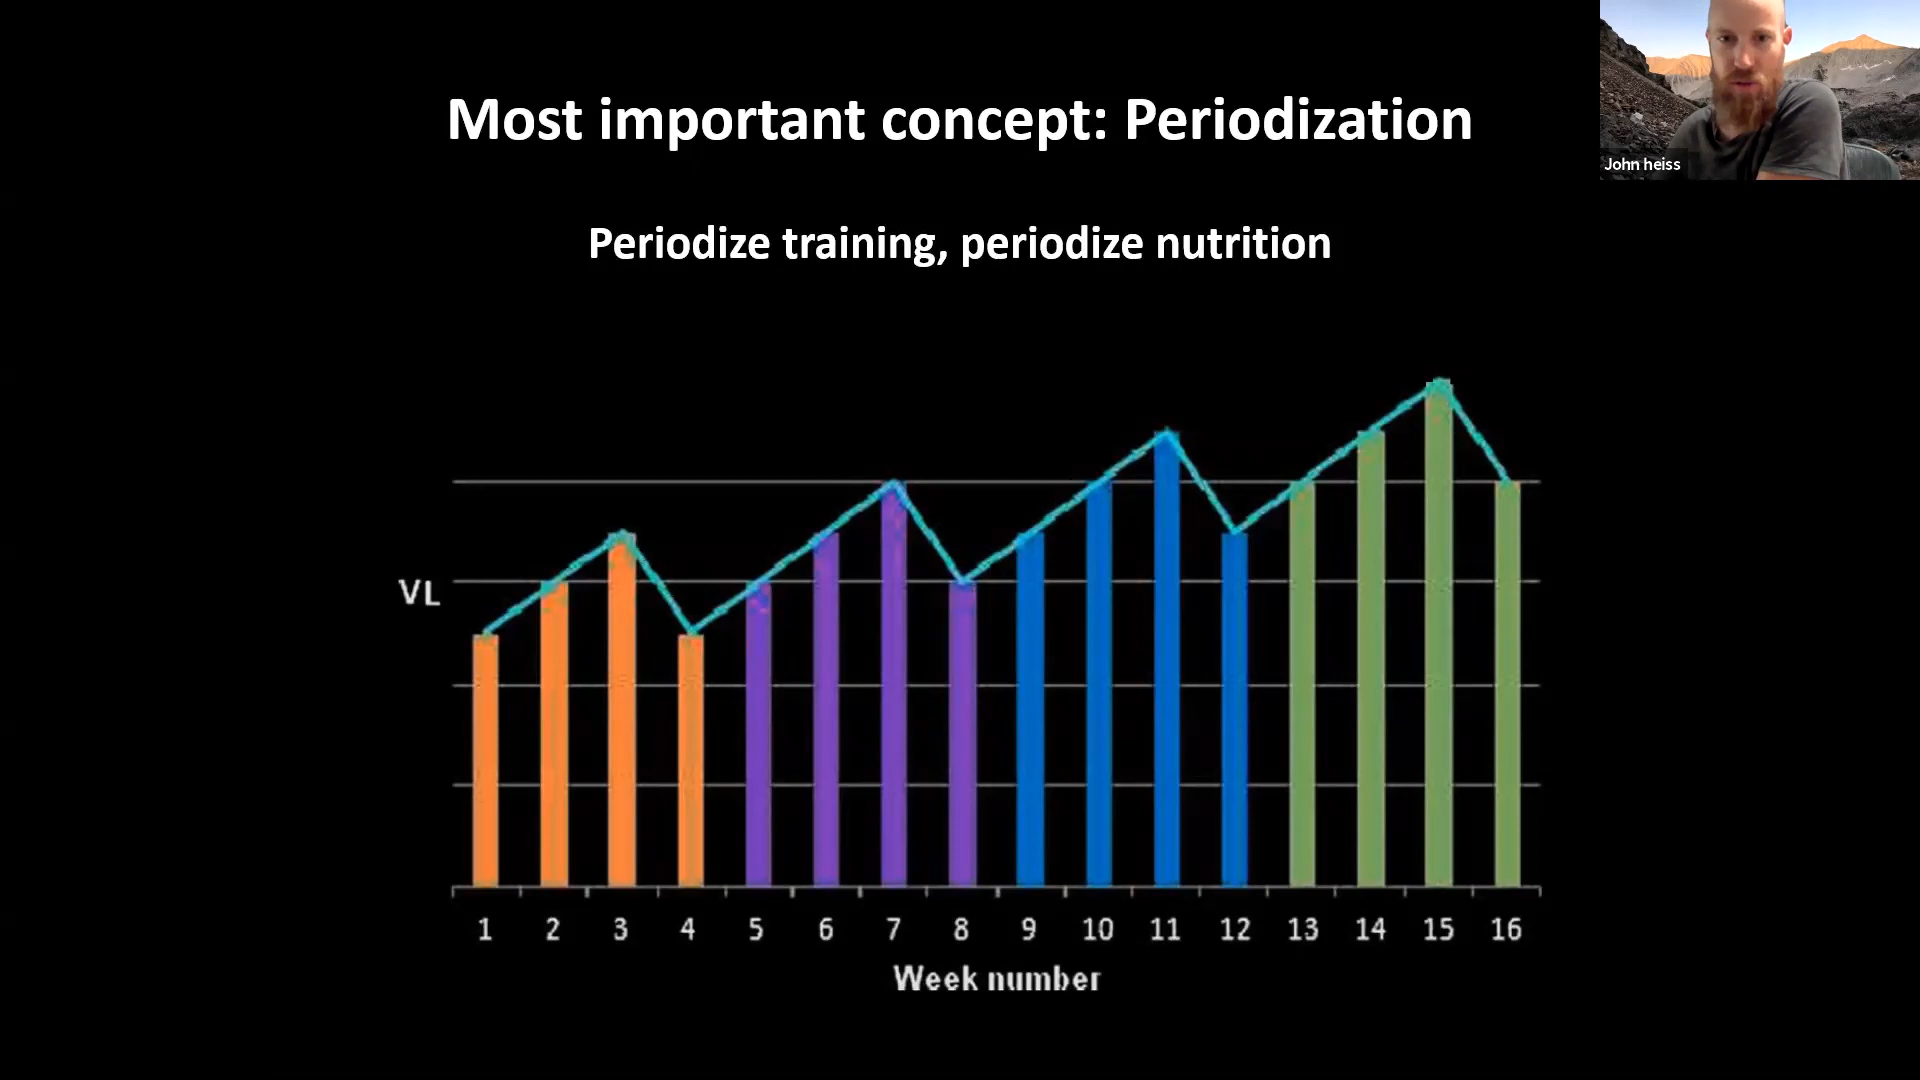 Most important concept: Periodization
John heiss
Periodize training, periodize nutrition
VL
1 2 3 4 5 6 7 8 9 10 11 12 13 14 15 16
Week number